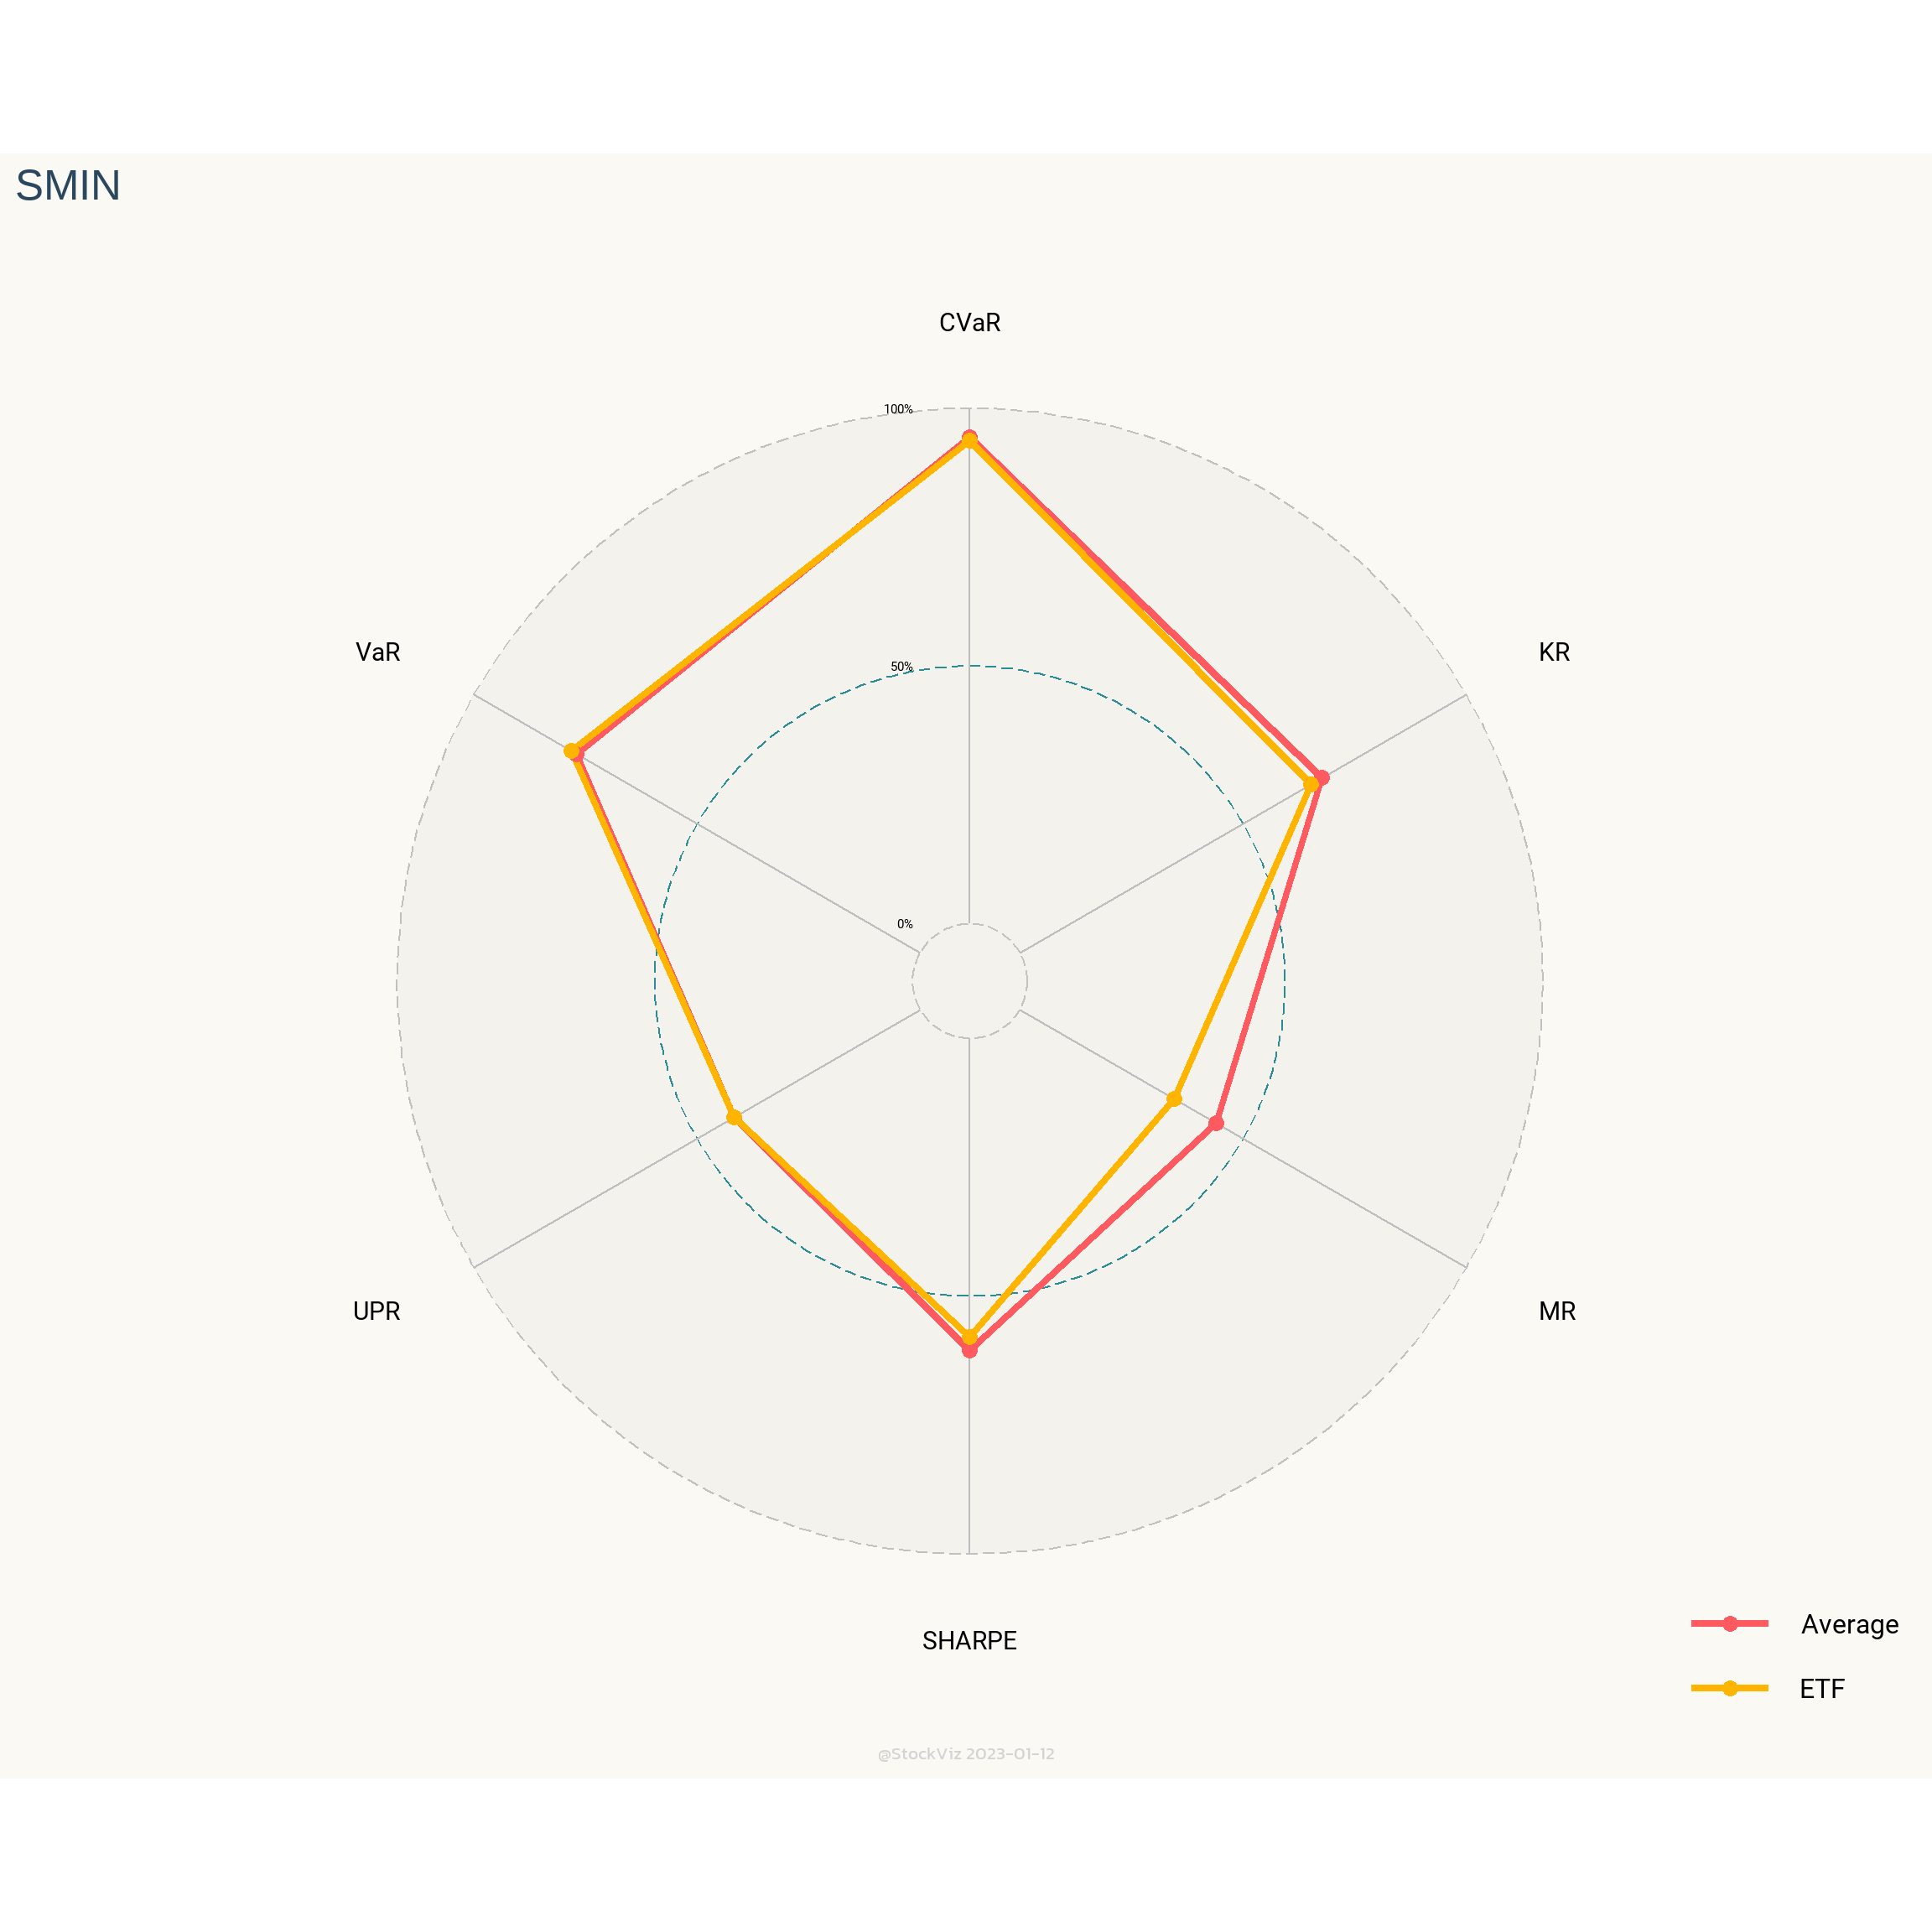 SMIN
CVaR
100%
VaR
KR
50%
0%
UPR
MR
SHARPE
Average
ETF
@StockViz 2023-01-12